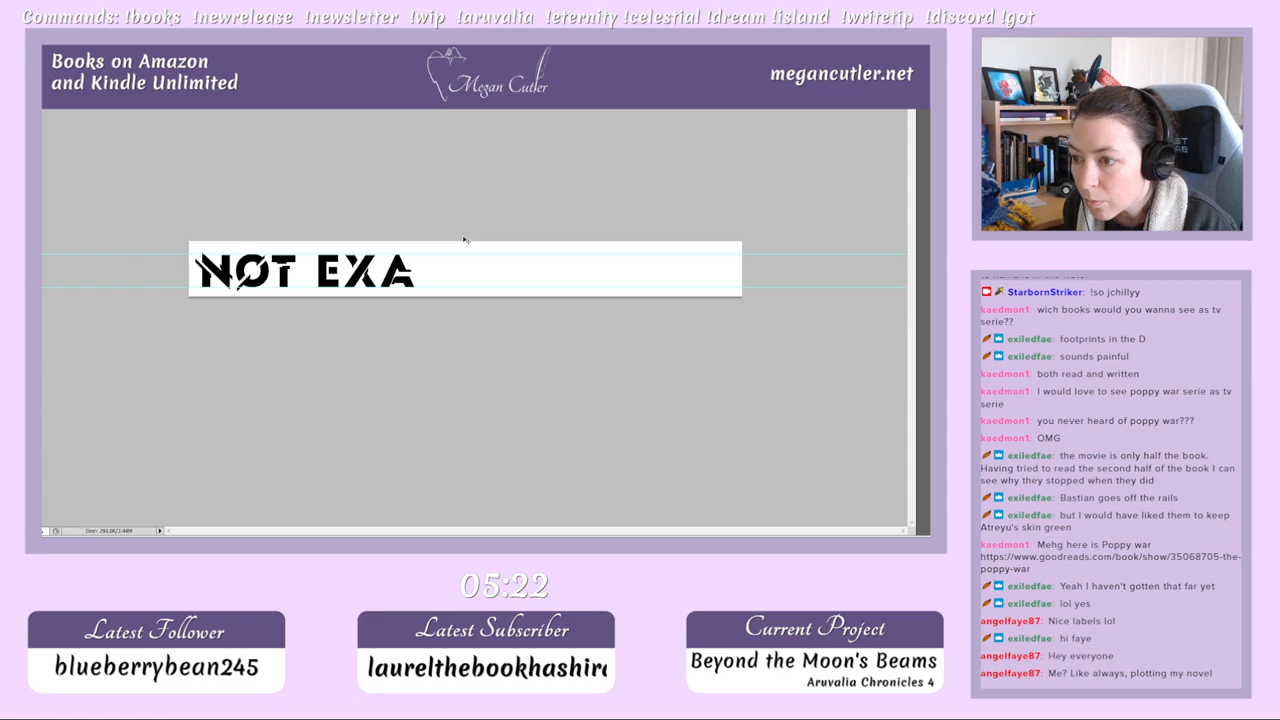 Commands: !books !newrelease !newsletter !wip !aruvalia !eternity !celestial !dream !island !writetip !discord !got
Books on Amazon
and Kindle Unlimited
Megan Cutler
megancutler.net
NOT EXA
Doc: 293.0K/2.44M
StarbornStriker: !so jchillyy
kaedmon1: wich books would you wanna see as tv
serie??
exiledfae: footprints in the D
exiledfae: sounds painful
kaedmon1: both read and written
kaedmon1: I would love to see poppy war serie as tv
serie
kaedmon1: you never heard of poppy war???
kaedmon1: OMG
exiledfae: the movie is only half the book.
Having tried to read the second half of the book I can
see why they stopped when they did
exiledfae: Bastian goes off the rails
exiledfae: but I would have liked them to keep
Atreyu's skin green
kaedmon1: Mehg here is Poppy war
https://www.goodreads.com/book/show/35068705-the-
poppy-war
exiledfae: Yeah I haven't gotten that far yet
exiledfae: lol yes
angelfaye87: Nice labels lol
exiledfae: hi faye
angelfaye87: Hey everyone
angelfaye87: Me? Like always, plotting my novel
05:22
Latest Follower
blueberrybean245
Latest Subscriber
laurelthebookhashira
Current Project
Beyond the Moon's Beams
Aruvalia Chronicles 4